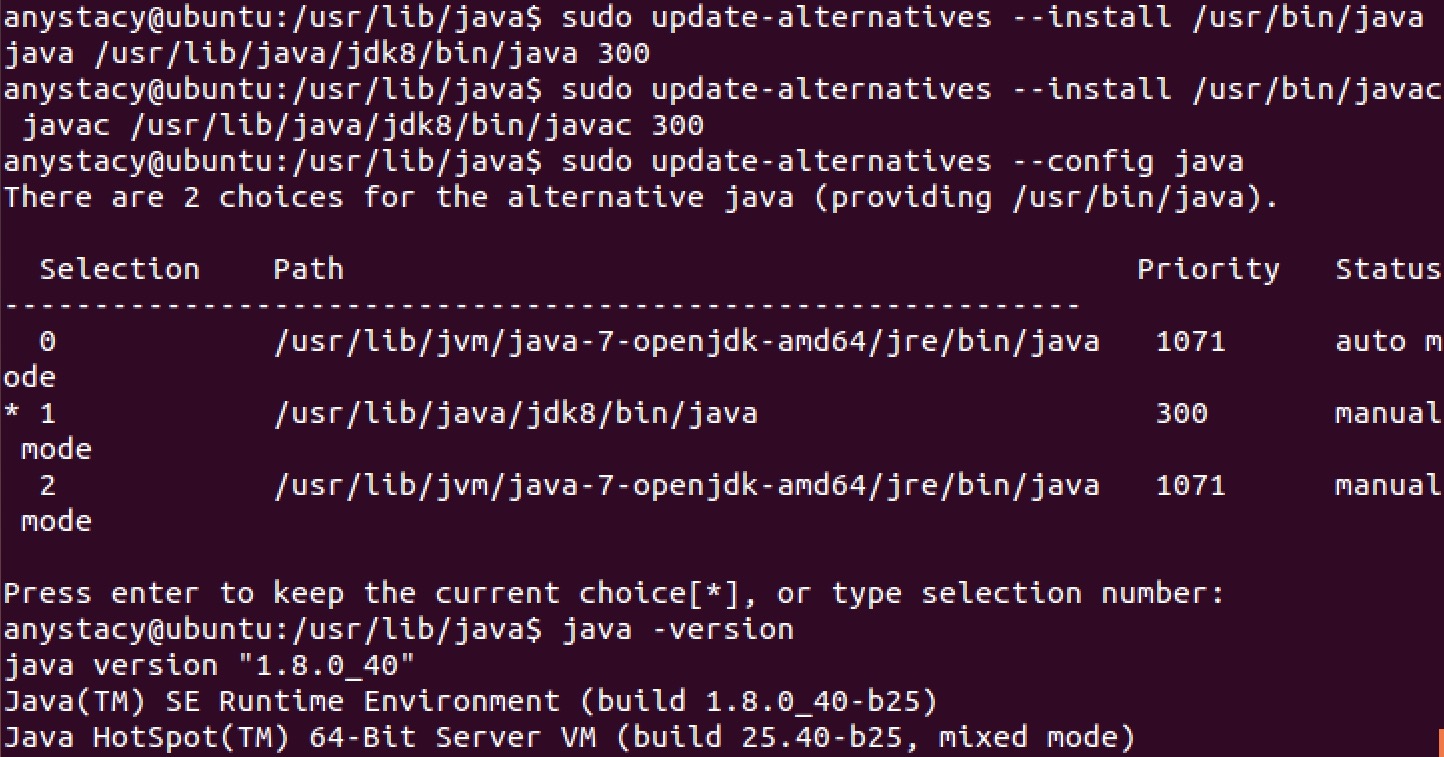 anystacy@ubuntu:/usr/lib/java$ sudo update-alternatives --install /usr/bin/java
java /usr/lib/java/jdk8/bin/java 300
anystacy@ubuntu:/usr/lib/java$ sudo update-alternatives --install /usr/bin/javac
 javac /usr/lib/java/jdk8/bin/javac 300
anystacy@ubuntu:/usr/lib/java$ sudo update-alternatives --config java
There are 2 choices for the alternative java (providing /usr/bin/java).

  Selection    Path                                            Priority   Status
------------------------------------------------------------
  0            /usr/lib/jvm/java-7-openjdk-amd64/jre/bin/java   1071      auto m
ode
* 1            /usr/lib/java/jdk8/bin/java                      300       manual
 mode
  2            /usr/lib/jvm/java-7-openjdk-amd64/jre/bin/java   1071      manual
 mode

Press enter to keep the current choice[*], or type selection number:
anystacy@ubuntu:/usr/lib/java$ java -version
java version "1.8.0_40"
Java(TM) SE Runtime Environment (build 1.8.0_40-b25)
Java HotSpot(TM) 64-Bit Server VM (build 25.40-b25, mixed mode)